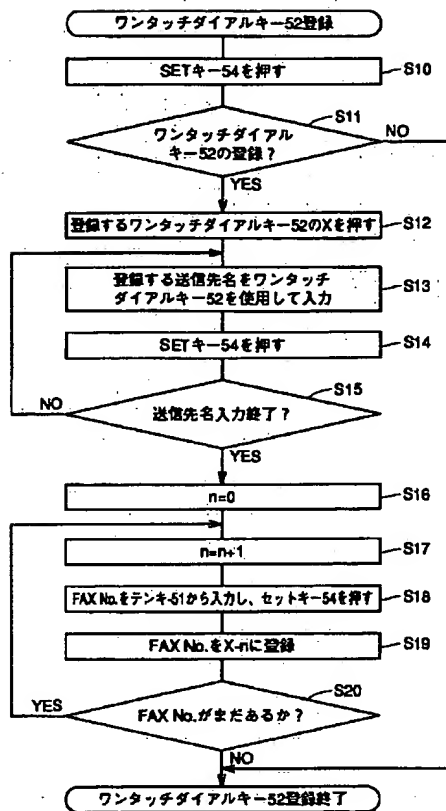 ワンタッチダイアルキー52登録
SETキー54を押す
S10
S11
ワンタッチダイアル
キー52の登録？
NO
YES
登録するワンタッチダイアルキー52のXを押す
S12
登録する送信先名をワンタッチ
ダイアルキー52を使用して入力
S13
SETキー54を押す
S14
S15
送信先名入力終了？
NO
YES
n=0
S16
n=n+1
S17
FAX No.をテンキ-51から入力し、セットキー54を押す
S18
FAX No.をX-nに登録
S19
S20
FAX No.がまだあるか？
YES
NO
ワンタッチダイアルキー52登録終了